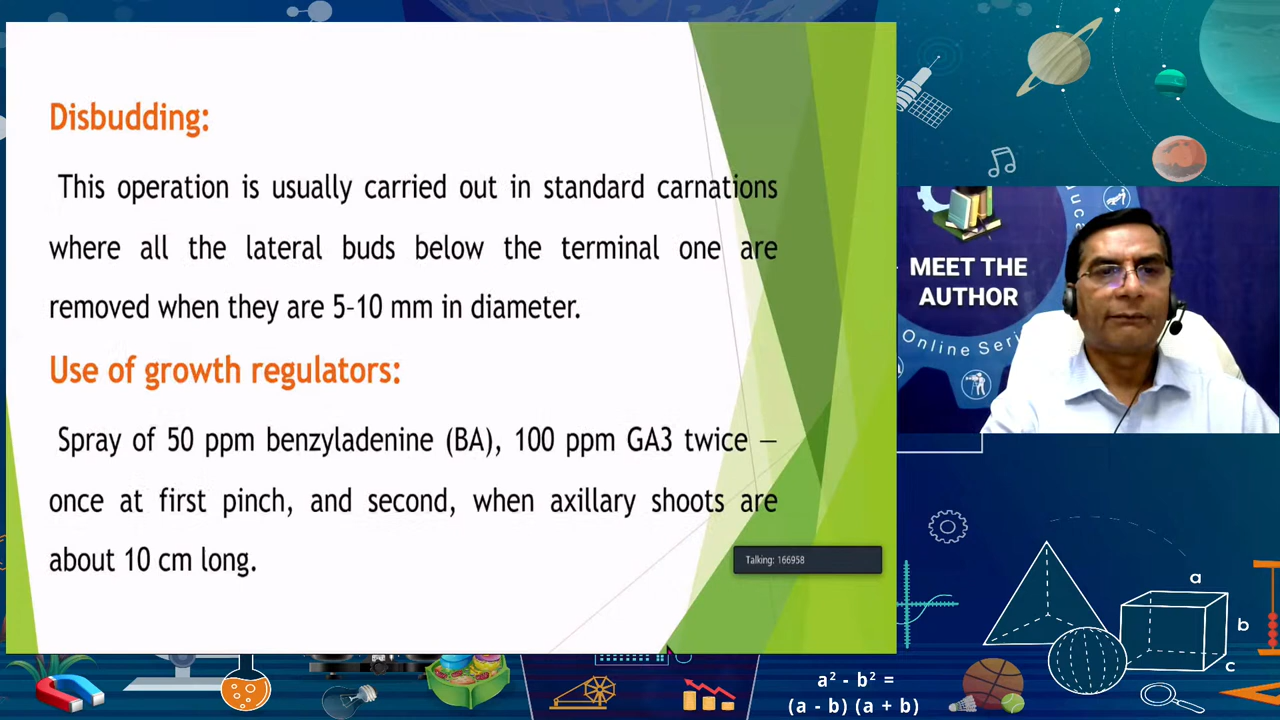 Disbudding:
This operation is usually carried out in standard carnations
where all the lateral buds below the terminal one are
removed when they are 5-10 mm in diameter.
Use of growth regulators:
Spray of 50 ppm benzyladenine (BA), 100 ppm GA3 twice –
once at first pinch, and second, when axillary shoots are
about 10 cm long.
Talking: 166958
MEET THE
AUTHOR
Online Seri
a
b
c
a² - b² =
(a - b) (a + b)